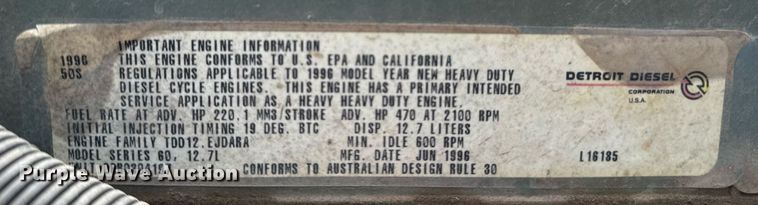 IMPORTANT ENGINE INFORMATION
1996 THIS ENGINE CONFORMS TO U.S. EPA AND CALIFORNIA
50S REGULATIONS APPLICABLE TO 1996 MODEL YEAR NEW HEAVY DUTY
DIESEL CYCLE ENGINES. THIS ENGINE HAS A PRIMARY INTENDED
SERVICE APPLICATION AS A HEAVY HEAVY DUTY ENGINE.
FUEL RATE AT ADV. HP 220.1 MM3/STROKE ADV. HP 470 AT 2100 RPM
INITIAL INJECTION TIMING 19 DEG. BTC DISP. 12.7 LITERS
ENGINE FAMILY TDD12.EJDARA MIN. IDLE 600 RPM
MODEL SERIES 60, 12.7L MFG. DATE JUN 1996
CONFORMS TO AUSTRALIAN DESIGN RULE 30
DETROIT DIESEL
CORPORATION
U.S.A.
L16185
Purple Wave Auction